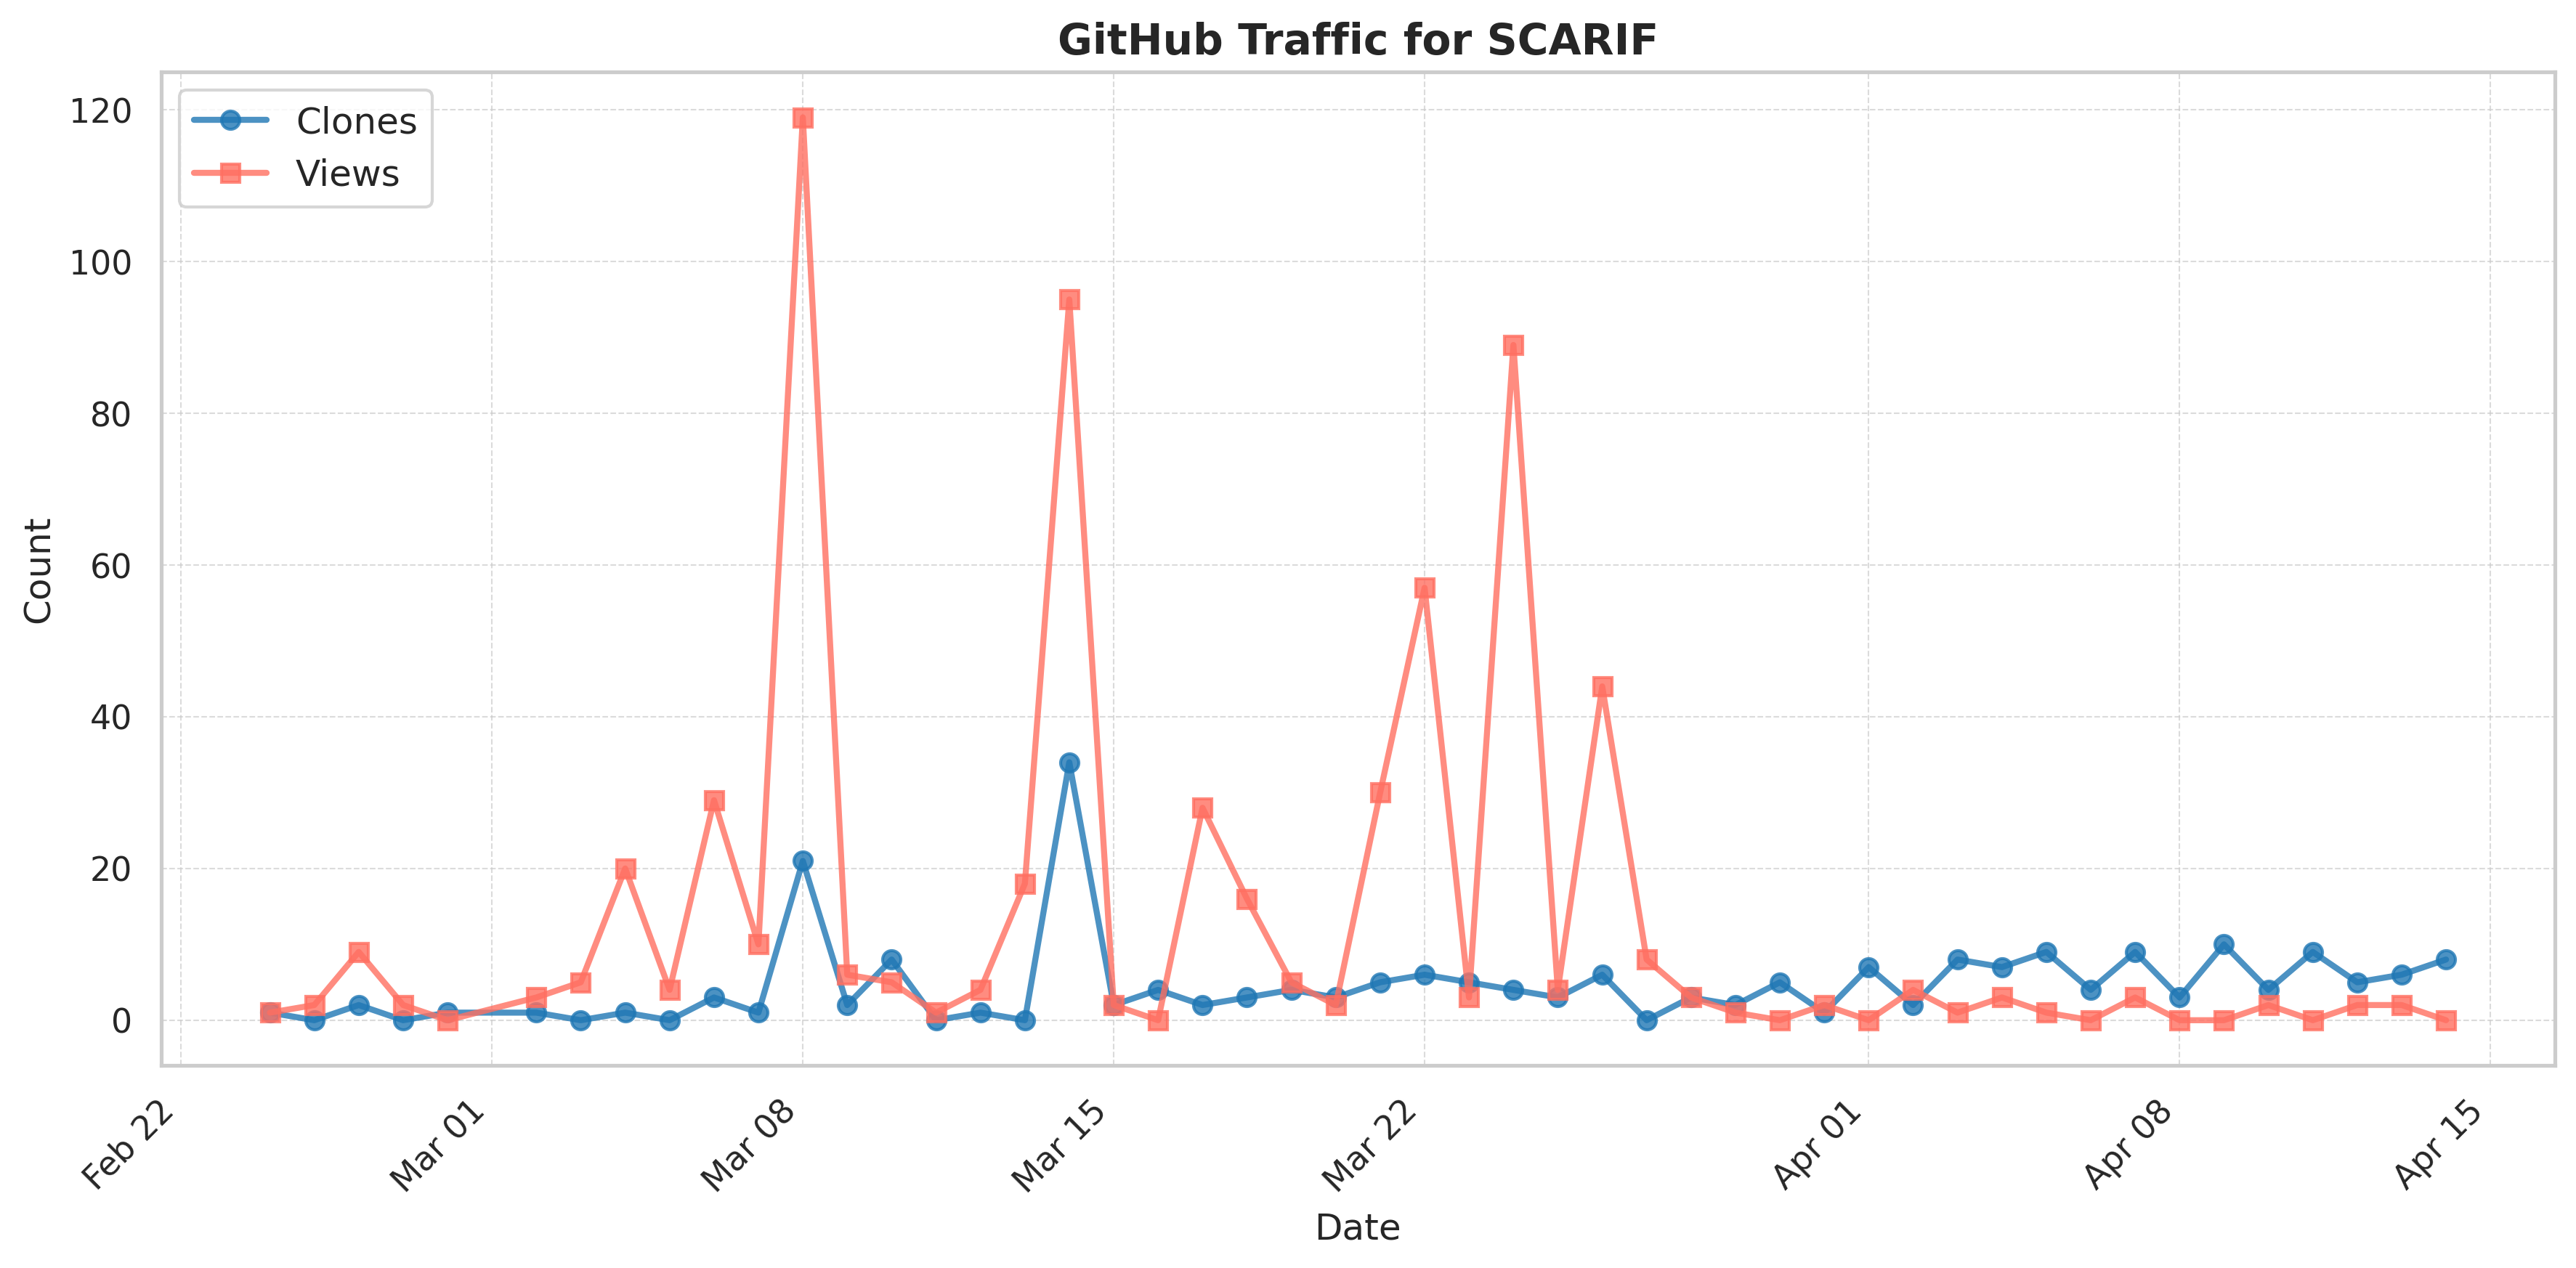 GitHub Traffic for SCARIF
Clones
Views
120
100
80
60
40
20
0
Count
Feb 22
Mar 01
Mar 08
Mar 15
Mar 22
Apr 01
Apr 08
Apr 15
Date